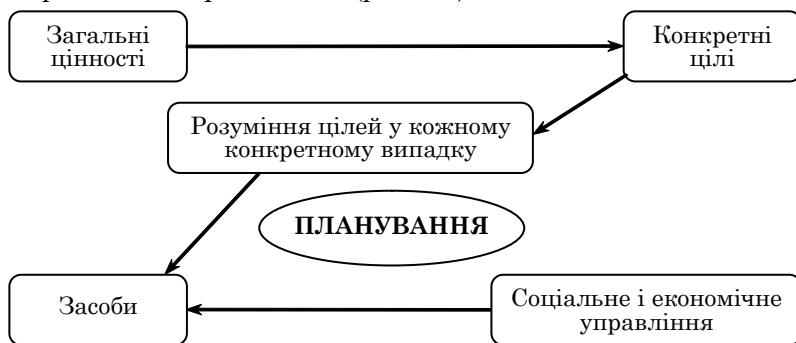 Загальні
цінності
Конкретні
цілі
Розуміння цілей у кожному
конкретному випадку
ПЛАНУВАННЯ
Засоби
Соціальне і економічне
управління